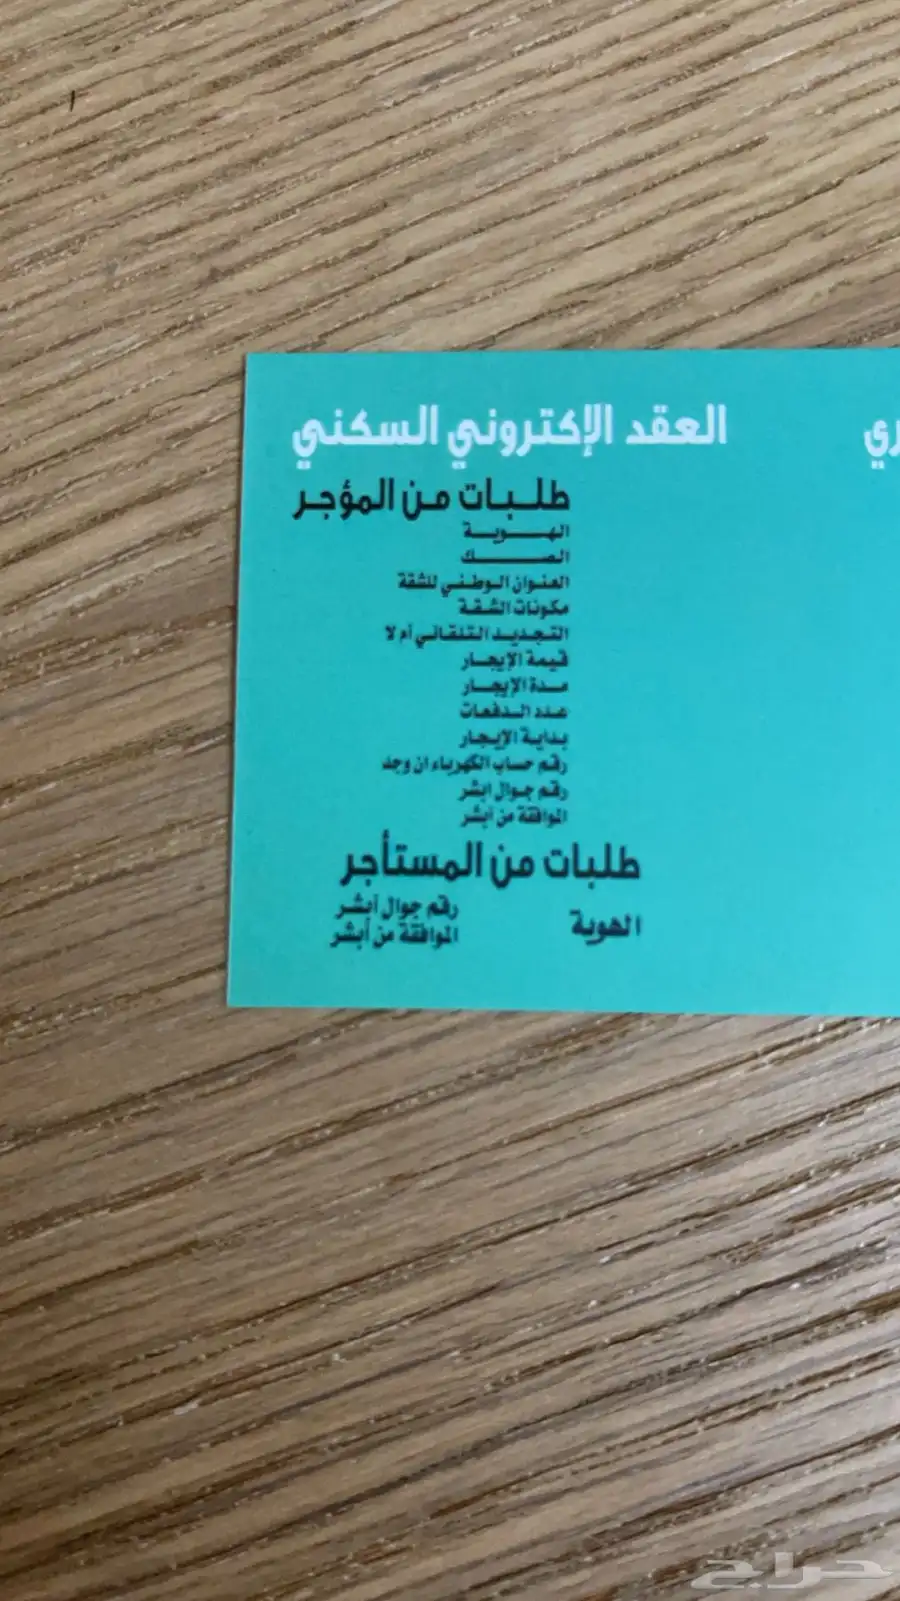 العقد الإكتروني السكني
ري
طلبات من المؤجر
الهوية
الصك
العنوان الوطني للشقة
مكونات الشقة
التجديد التلقائي أم لا
قيمة الإيجار
مدة الإيجار
عدد الدفعات
بداية الإيجار
رقم حساب الكهرباء ان وجد
رقم جوال ابشر
الموافقة من أبشر
طلبات من المستأجر
الهوية
رقم جوال أبشر
الموافقة من أبشر
حراج